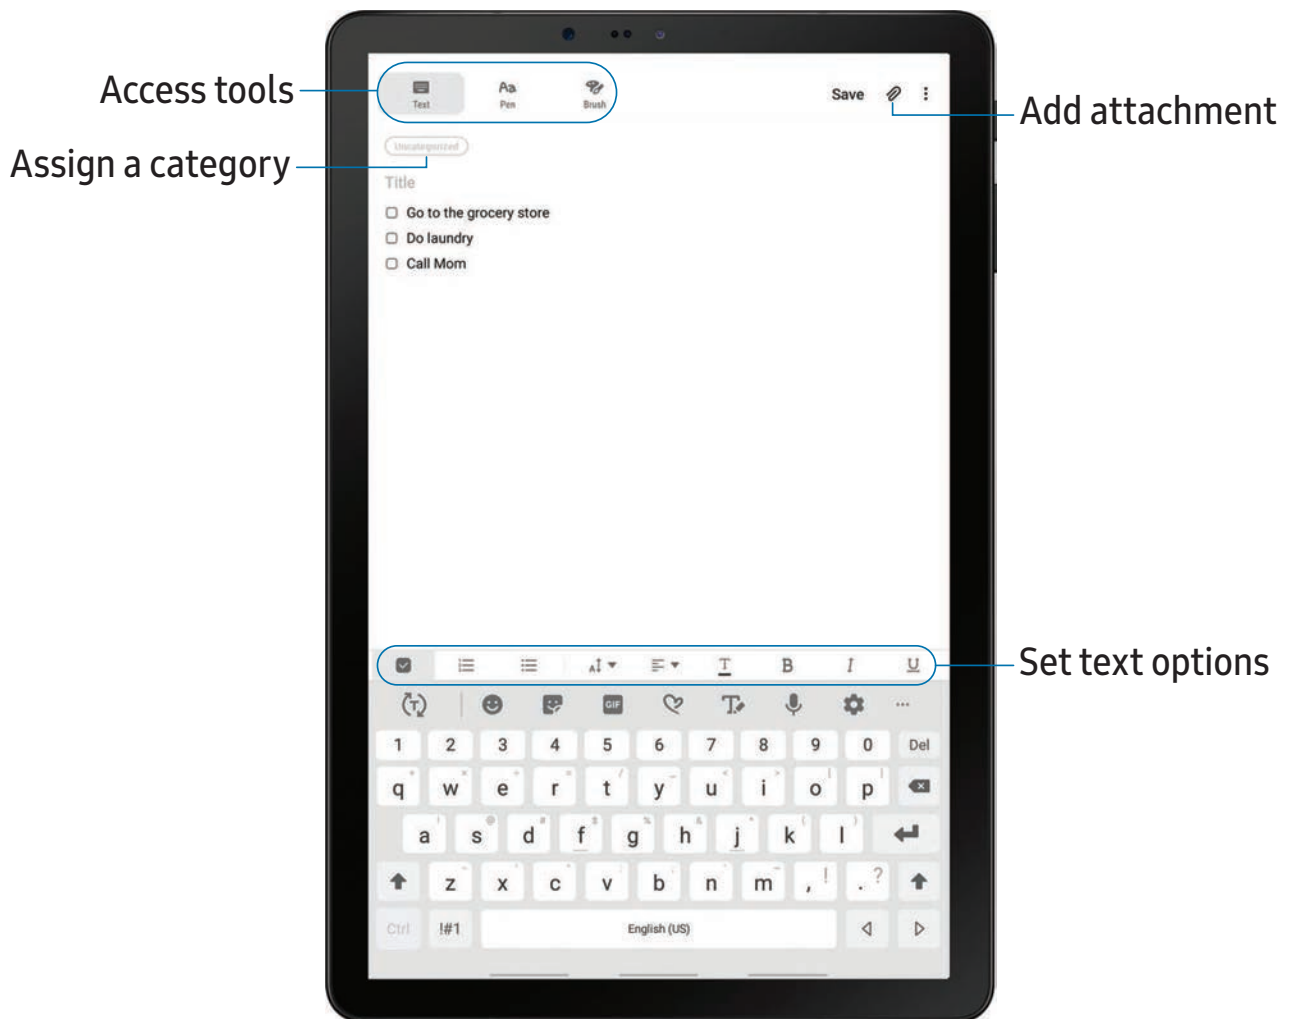 Access tools
Text
Aa
Pen
Brush
Save
Add attachment
Uncategorized
Assign a category
Title
Go to the grocery store
Do laundry
Call Mom
Set text options
A T B I U
T GIF T
1 2 3 4 5 6 7 8 9 0 Del
q w e r t y u i o p
a s d f g h j k l
z x c v b n m , ! . ?
Ctrl !#1 English (US)